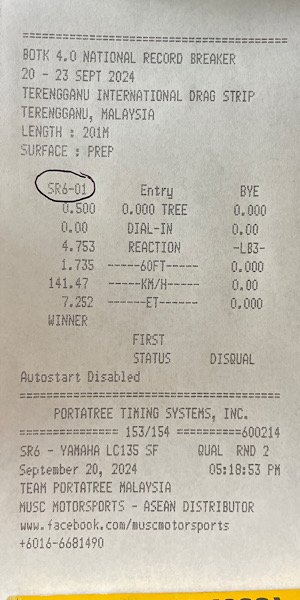 ========================================
BOTK 4.0 NATIONAL RECORD BREAKER
20 - 23 SEPT 2024
TERENGGANU INTERNATIONAL DRAG STRIP
TERENGGANU, MALAYSIA
LENGTH : 201M
SURFACE : PREP
========================================
SR6-01 Entry BYE
0.500 0.000 TREE 0.000
0.00 DIAL-IN 0.00
4.753 REACTION -LB3-
1.735 -----60FT----- 0.000
141.47 -----KM/H----- 0.00
7.252 ------ET------ 0.000
WINNER
FIRST
STATUS DISQUAL
Autostart Disabled
========================================
PORTATREE TIMING SYSTEMS, INC.
=============== 153/154 ==========600214
SR6 - YAMAHA LC135 SF QUAL RND 2
September 20, 2024 05:18:53 PM
TEAM PORTATREE MALAYSIA
MUSC MOTORSPORTS - ASEAN DISTRIBUTOR
www.facebook.com/muscmotorsports
+6016-6681490